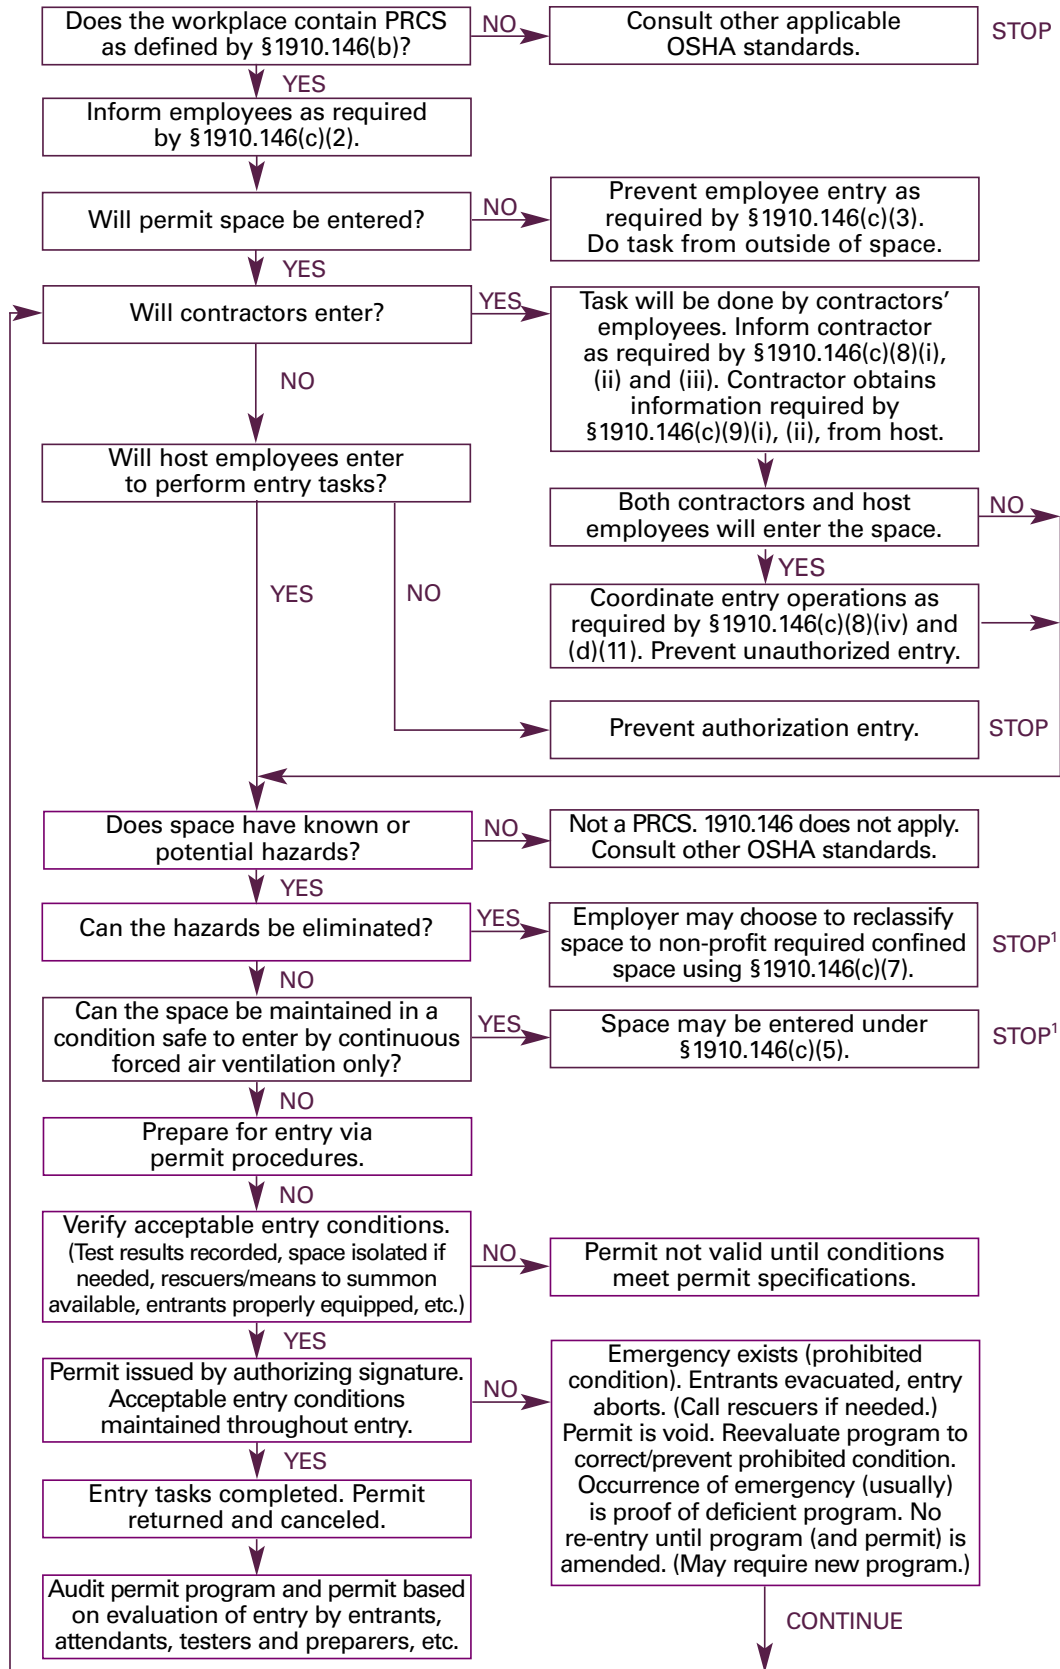 Does the workplace contain PRCS
as defined by §1910.146(b)?
NO
Consult other applicable
OSHA standards.
STOP
YES
Inform employees as required
by §1910.146(c)(2).
Will permit space be entered?
NO
Prevent employee entry as
required by §1910.146(c)(3).
Do task from outside of space.
YES
Will contractors enter?
YES
Task will be done by contractors’
employees. Inform contractor
as required by §1910.146(c)(8)(i),
(ii) and (iii). Contractor obtains
information required by
§1910.146(c)(9)(i), (ii), from host.
NO
Will host employees enter
to perform entry tasks?
Both contractors and host
employees will enter the space.
NO
YES
YES
NO
Coordinate entry operations as
required by §1910.146(c)(8)(iv) and
(d)(11). Prevent unauthorized entry.
Prevent authorization entry.
STOP
Does space have known or
potential hazards?
NO
Not a PRCS. 1910.146 does not apply.
Consult other OSHA standards.
YES
Can the hazards be eliminated?
YES
Employer may choose to reclassify
space to non-profit required confined
space using §1910.146(c)(7).
STOP¹
NO
Can the space be maintained in a
condition safe to enter by continuous
forced air ventilation only?
YES
Space may be entered under
§1910.146(c)(5).
STOP¹
NO
Prepare for entry via
permit procedures.
NO
Verify acceptable entry conditions.
(Test results recorded, space isolated if
needed, rescuers/means to summon
available, entrants properly equipped, etc.)
NO
Permit not valid until conditions
meet permit specifications.
YES
Permit issued by authorizing signature.
Acceptable entry conditions
maintained throughout entry.
NO
Emergency exists (prohibited
condition). Entrants evacuated, entry
aborts. (Call rescuers if needed.)
Permit is void. Reevaluate program to
correct/prevent prohibited condition.
Occurrence of emergency (usually)
is proof of deficient program. No
re-entry until program (and permit) is
amended. (May require new program.)
YES
Entry tasks completed. Permit
returned and canceled.
Audit permit program and permit based
on evaluation of entry by entrants,
attendants, testers and preparers, etc.
CONTINUE